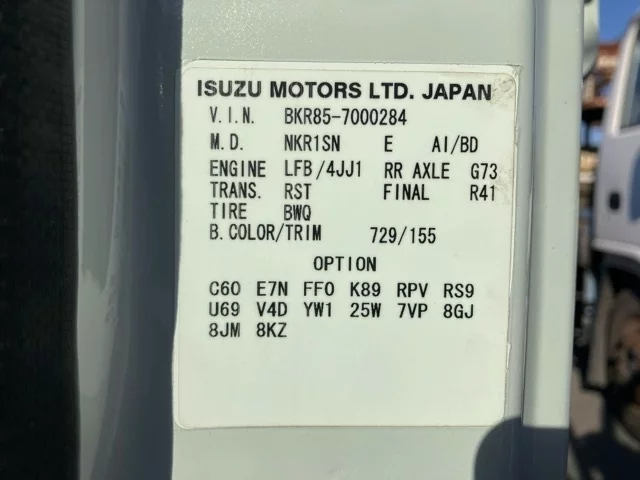 ISUZU MOTORS LTD. JAPAN
V.I.N. BKR85-7000284
M.D. NKR1SN E AI/BD
ENGINE LFB/4JJ1 RR AXLE G73
TRANS. RST FINAL R41
TIRE BWQ
B.COLOR/TRIM 729/155
OPTION
C60 E7N FF0 K89 RPV RS9
U69 V4D YW1 25W 7VP 8GJ
8JM 8KZ